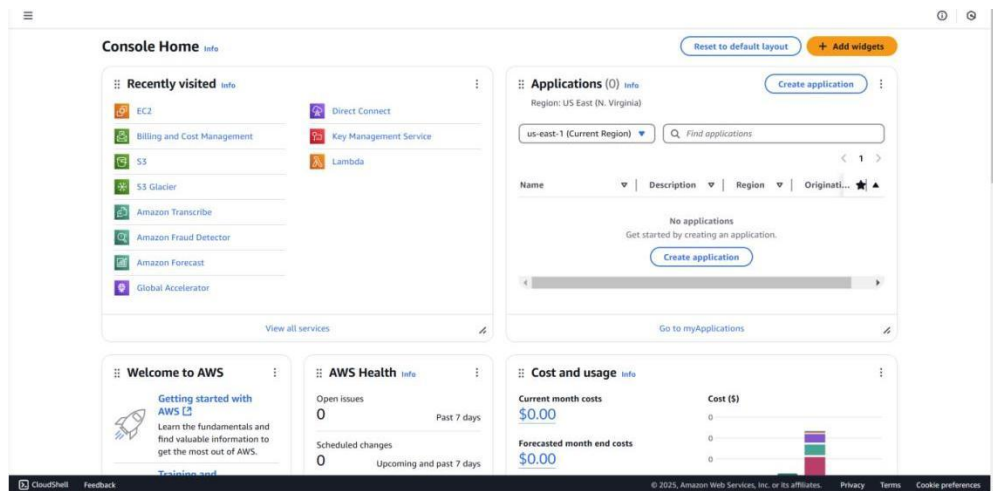 Console Home Info
Reset to default layout
+ Add widgets
Recently visited Info
EC2
Billing and Cost Management
S3
S3 Glacier
Amazon Transcribe
Amazon Fraud Detector
Amazon Forecast
Global Accelerator
Direct Connect
Key Management Service
Lambda
View all services
Applications (0) Info
Create application
Region: US East (N. Virginia)
us-east-1 (Current Region)
Find applications
1
Name
Description
Region
Originati...
No applications
Get started by creating an application.
Create application
Go to myApplications
Welcome to AWS
Getting started with
AWS
Learn the fundamentals and
find valuable information to
get the most out of AWS.
Training and
AWS Health Info
Open issues
0
Past 7 days
Scheduled changes
0
Upcoming and past 7 days
Cost and usage Info
Current month costs
$0.00
Forecasted month end costs
$0.00
Cost ($)
0
0
0
CloudShell
Feedback
© 2025, Amazon Web Services, Inc. or its affiliates.
Privacy
Terms
Cookie preferences